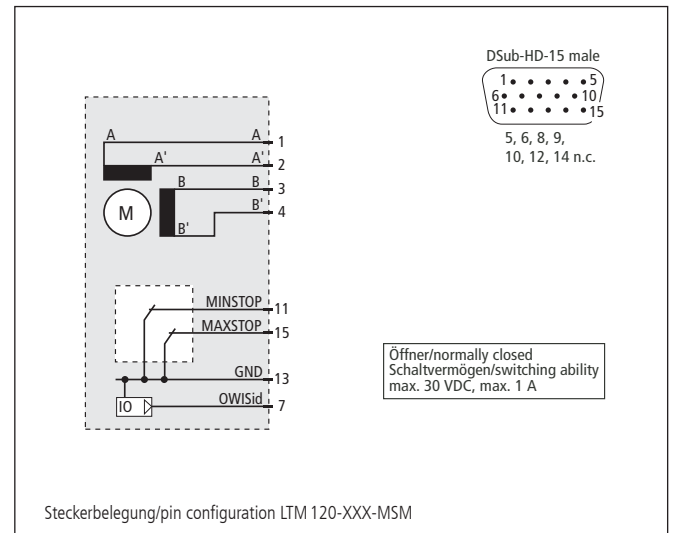 DSub-HD-15 male
1 5
6 10
11 15
5, 6, 8, 9,
10, 12, 14 n.c.
A A 1
A' A' 2
B B 3
M B' 4
B'
MINSTOP 11
MAXSTOP 15
GND 13
IO OWISid 7
Öffner/normally closed
Schaltvermögen/switching ability
max. 30 VDC, max. 1 A
Steckerbelegung/pin configuration LTM 120-XXX-MSM